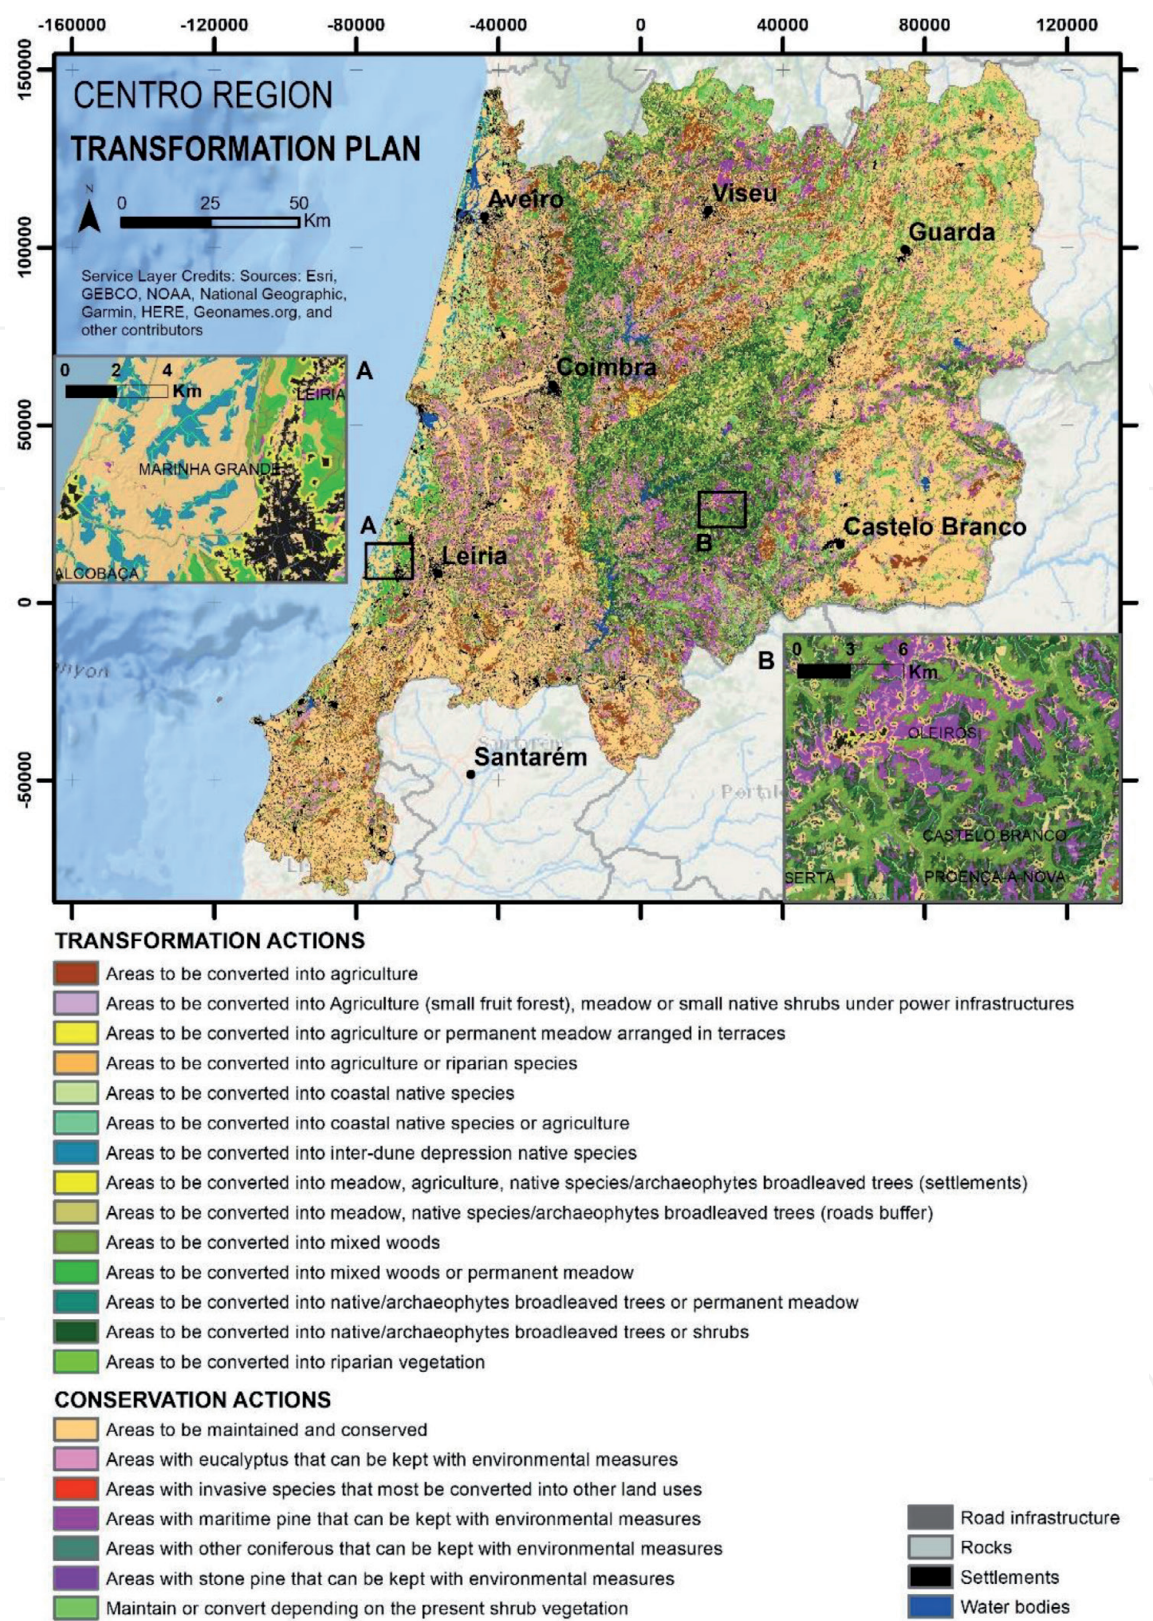 -160000 -120000 -80000 -40000 0 40000 80000 120000
150000
100000
50000
0
-50000
CENTRO REGION
TRANSFORMATION PLAN
N
0 25 50
Km
Service Layer Credits: Sources: Esri,
GEBCO, NOAA, National Geographic,
Garmin, HERE, Geonames.org, and
other contributors
Aveiro
Viseu
Guarda
Coimbra
A
0 2 4
Km
LEIRIA
MARINHA GRANDE
ALCOBAÇA
A
Leiria
B
Castelo Branco
Santarém
B
0 3 6
Km
OLEIROS
CASTELO BRANCO
SERTÃ
PROENÇA-A-NOVA
TRANSFORMATION ACTIONS
Areas to be converted into agriculture
Areas to be converted into Agriculture (small fruit forest), meadow or small native shrubs under power infrastructures
Areas to be converted into agriculture or permanent meadow arranged in terraces
Areas to be converted into agriculture or riparian species
Areas to be converted into coastal native species
Areas to be converted into coastal native species or agriculture
Areas to be converted into inter-dune depression native species
Areas to be converted into meadow, agriculture, native species/archaeophytes broadleaved trees (settlements)
Areas to be converted into meadow, native species/archaeophytes broadleaved trees (roads buffer)
Areas to be converted into mixed woods
Areas to be converted into mixed woods or permanent meadow
Areas to be converted into native/archaeophytes broadleaved trees or permanent meadow
Areas to be converted into native/archaeophytes broadleaved trees or shrubs
Areas to be converted into riparian vegetation
CONSERVATION ACTIONS
Areas to be maintained and conserved
Areas with eucalyptus that can be kept with environmental measures
Areas with invasive species that most be converted into other land uses
Areas with maritime pine that can be kept with environmental measures
Areas with other coniferous that can be kept with environmental measures
Areas with stone pine that can be kept with environmental measures
Maintain or convert depending on the present shrub vegetation
Road infrastructure
Rocks
Settlements
Water bodies